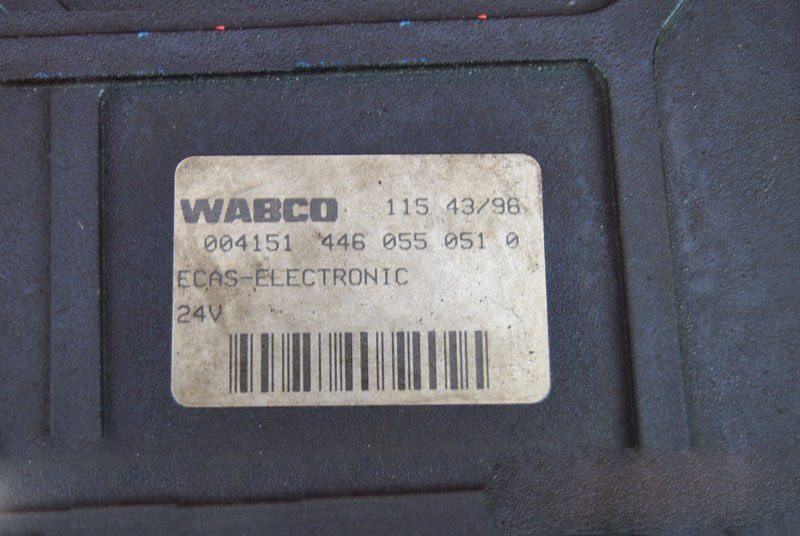 WABCO 115 43/96
004151 446 055 051 0
ECAS-ELECTRONIC
24V